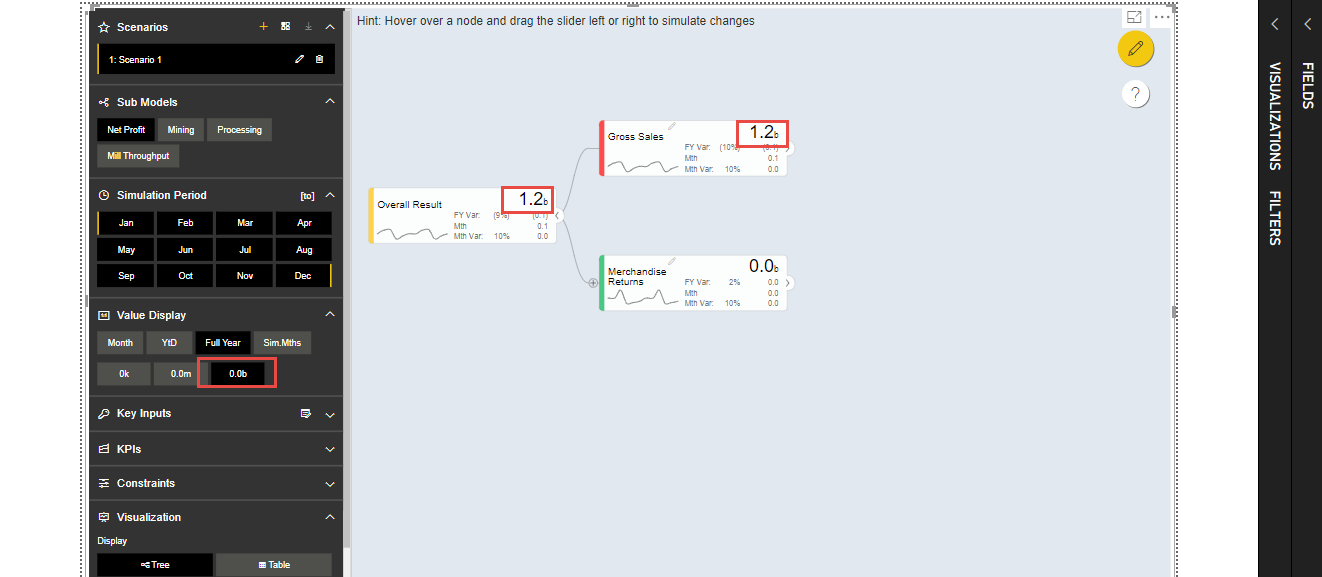 Scenarios
1: Scenario 1
Sub Models
Net Profit Mining Processing
Mill Throughput
Simulation Period [to]
Jan Feb Mar Apr
May Jun Jul Aug
Sep Oct Nov Dec
Value Display
Month YtD Full Year Sim.Mths
0k 0.0m 0.0b
Key Inputs
KPIs
Constraints
Visualization
Display
Tree Table
Hint: Hover over a node and drag the slider left or right to simulate changes
Overall Result 1.2b
FY Var: (9%) (0.1)
Mth 0.1
Mth Var: 10% 0.0
Gross Sales 1.2b
FY Var: (10%) (0.1)
Mth 0.1
Mth Var: 10% 0.0
Merchandise
Returns 0.0b
FY Var: 2% 0.0
Mth 0.0
Mth Var: 10% 0.0
?
VISUALIZATIONS
FILTERS
FIELDS